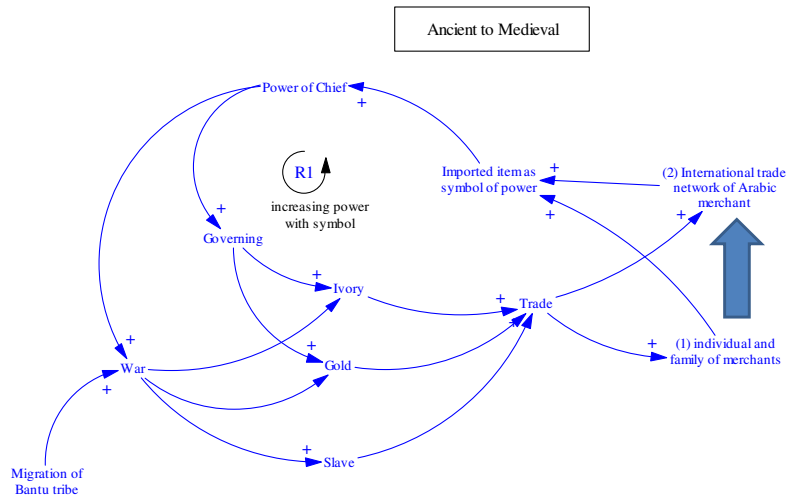 Ancient to Medieval
Power of Chief
+
+
R1
increasing power
with symbol
Imported item as
symbol of power
+
+
(2) International trade
network of Arabic
merchant
+
Governing
+
+
Ivory
+
Trade
+
+
War
+
+
+
Gold
+
(1) individual and
family of merchants
+
Slave
Migration of
Bantu tribe